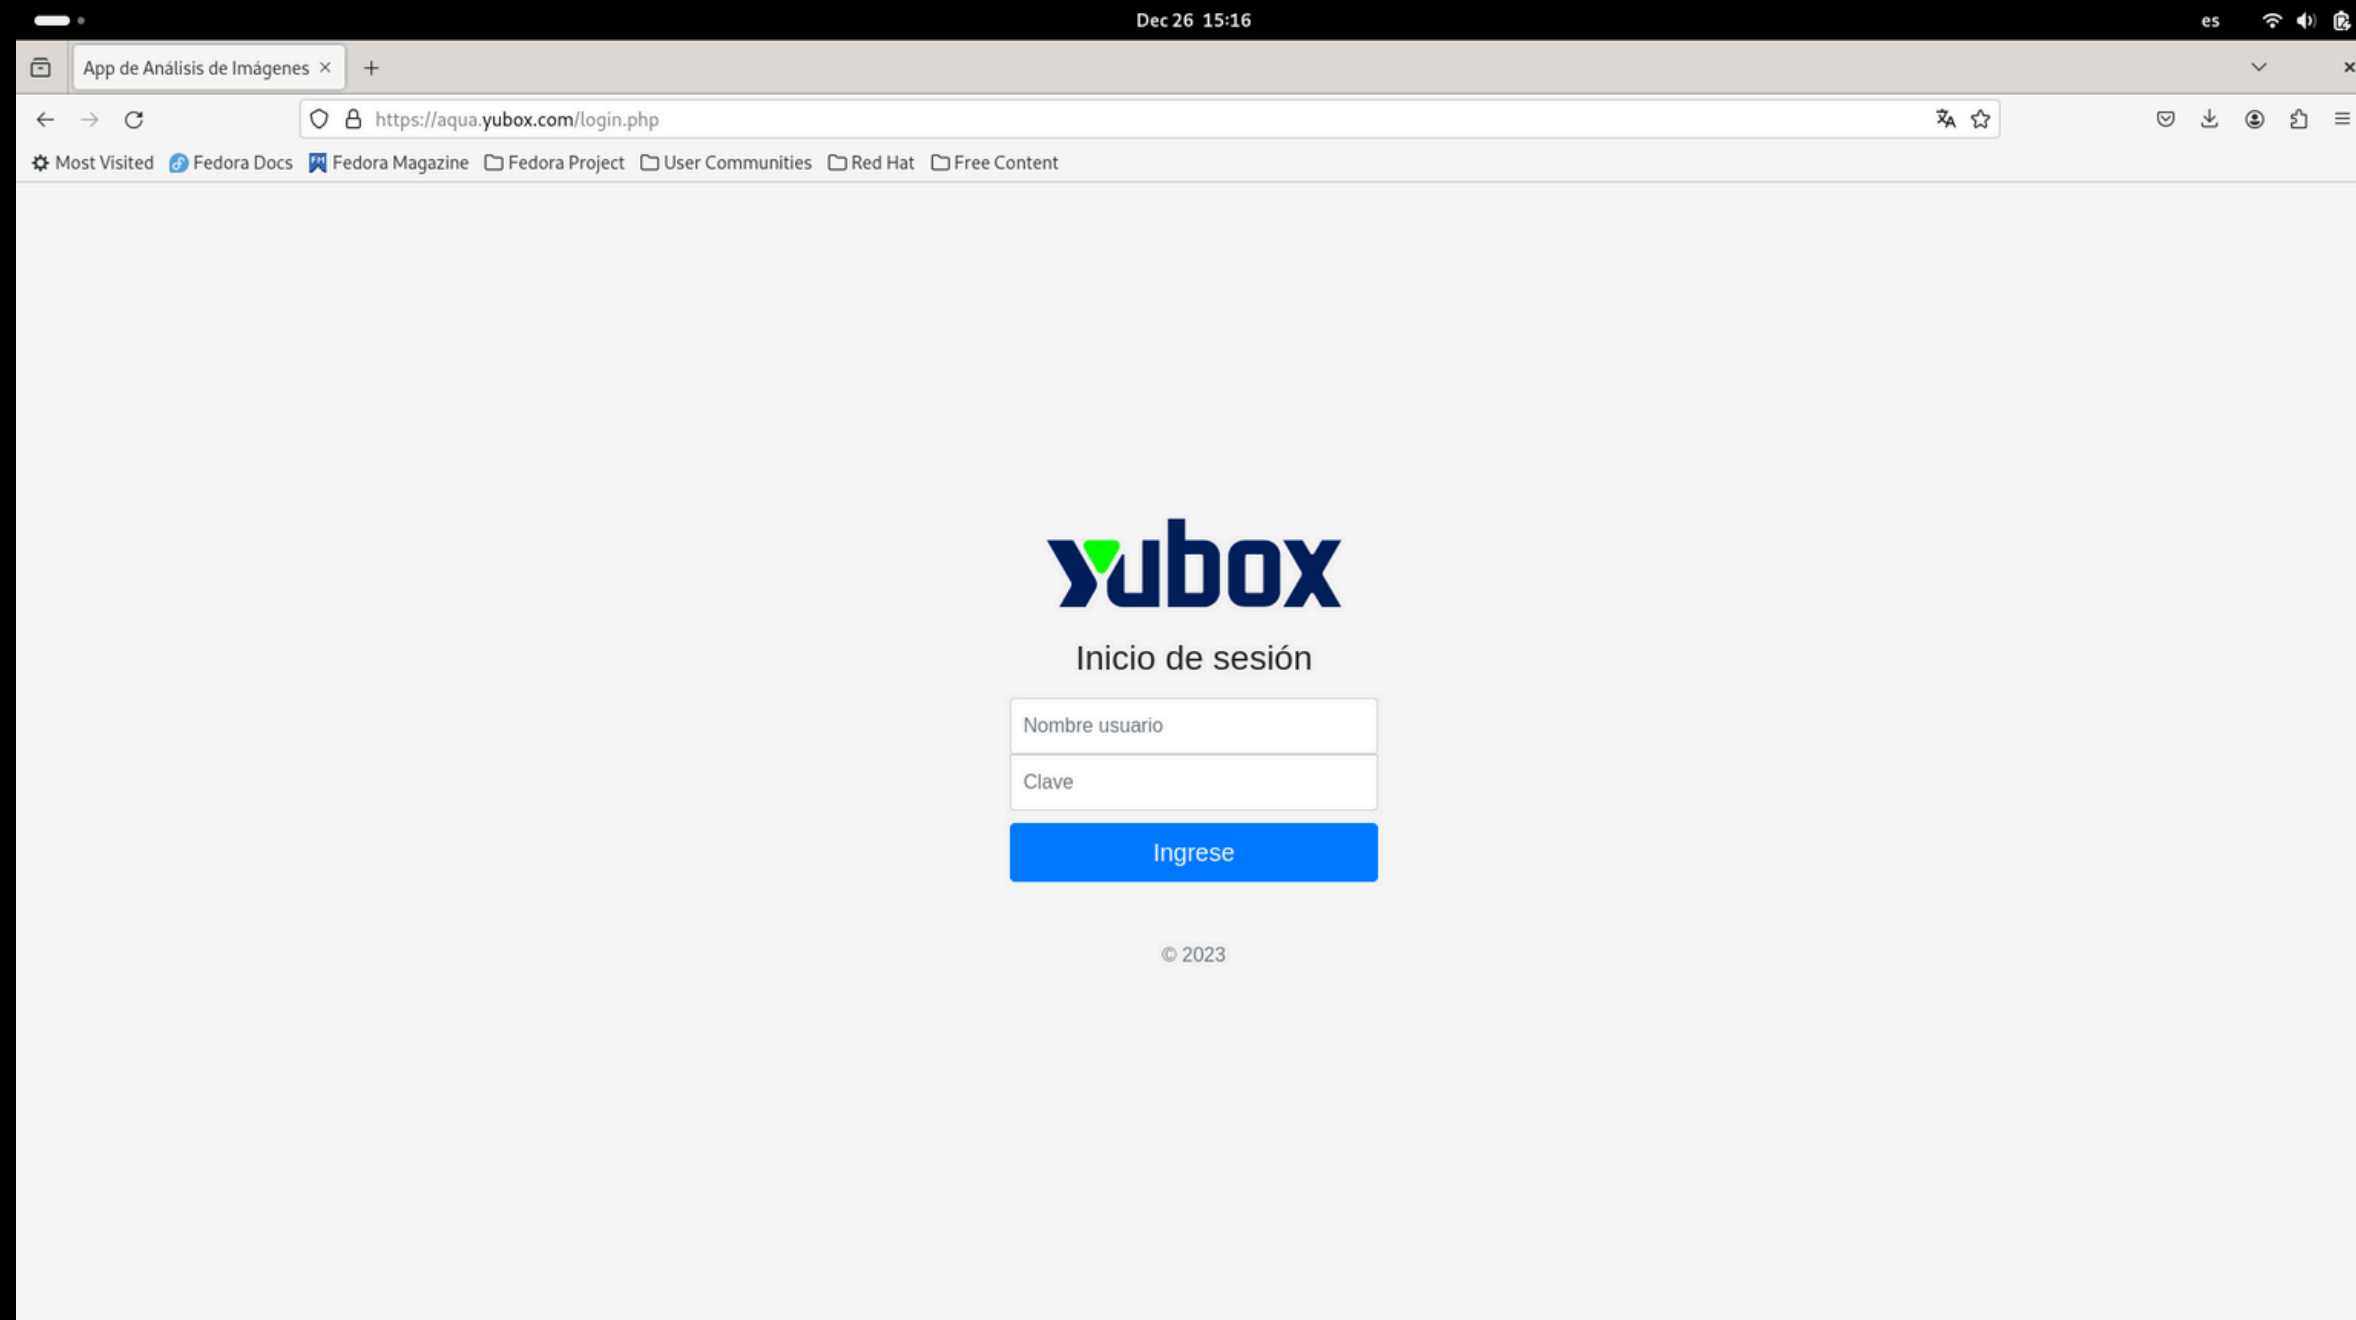 Dec 26 15:16
es
App de Análisis de Imágenes
https://aqua.yubox.com/login.php
Most Visited Fedora Docs Fedora Magazine Fedora Project User Communities Red Hat Free Content
yubox
Inicio de sesión
Nombre usuario
Clave
Ingrese
© 2023